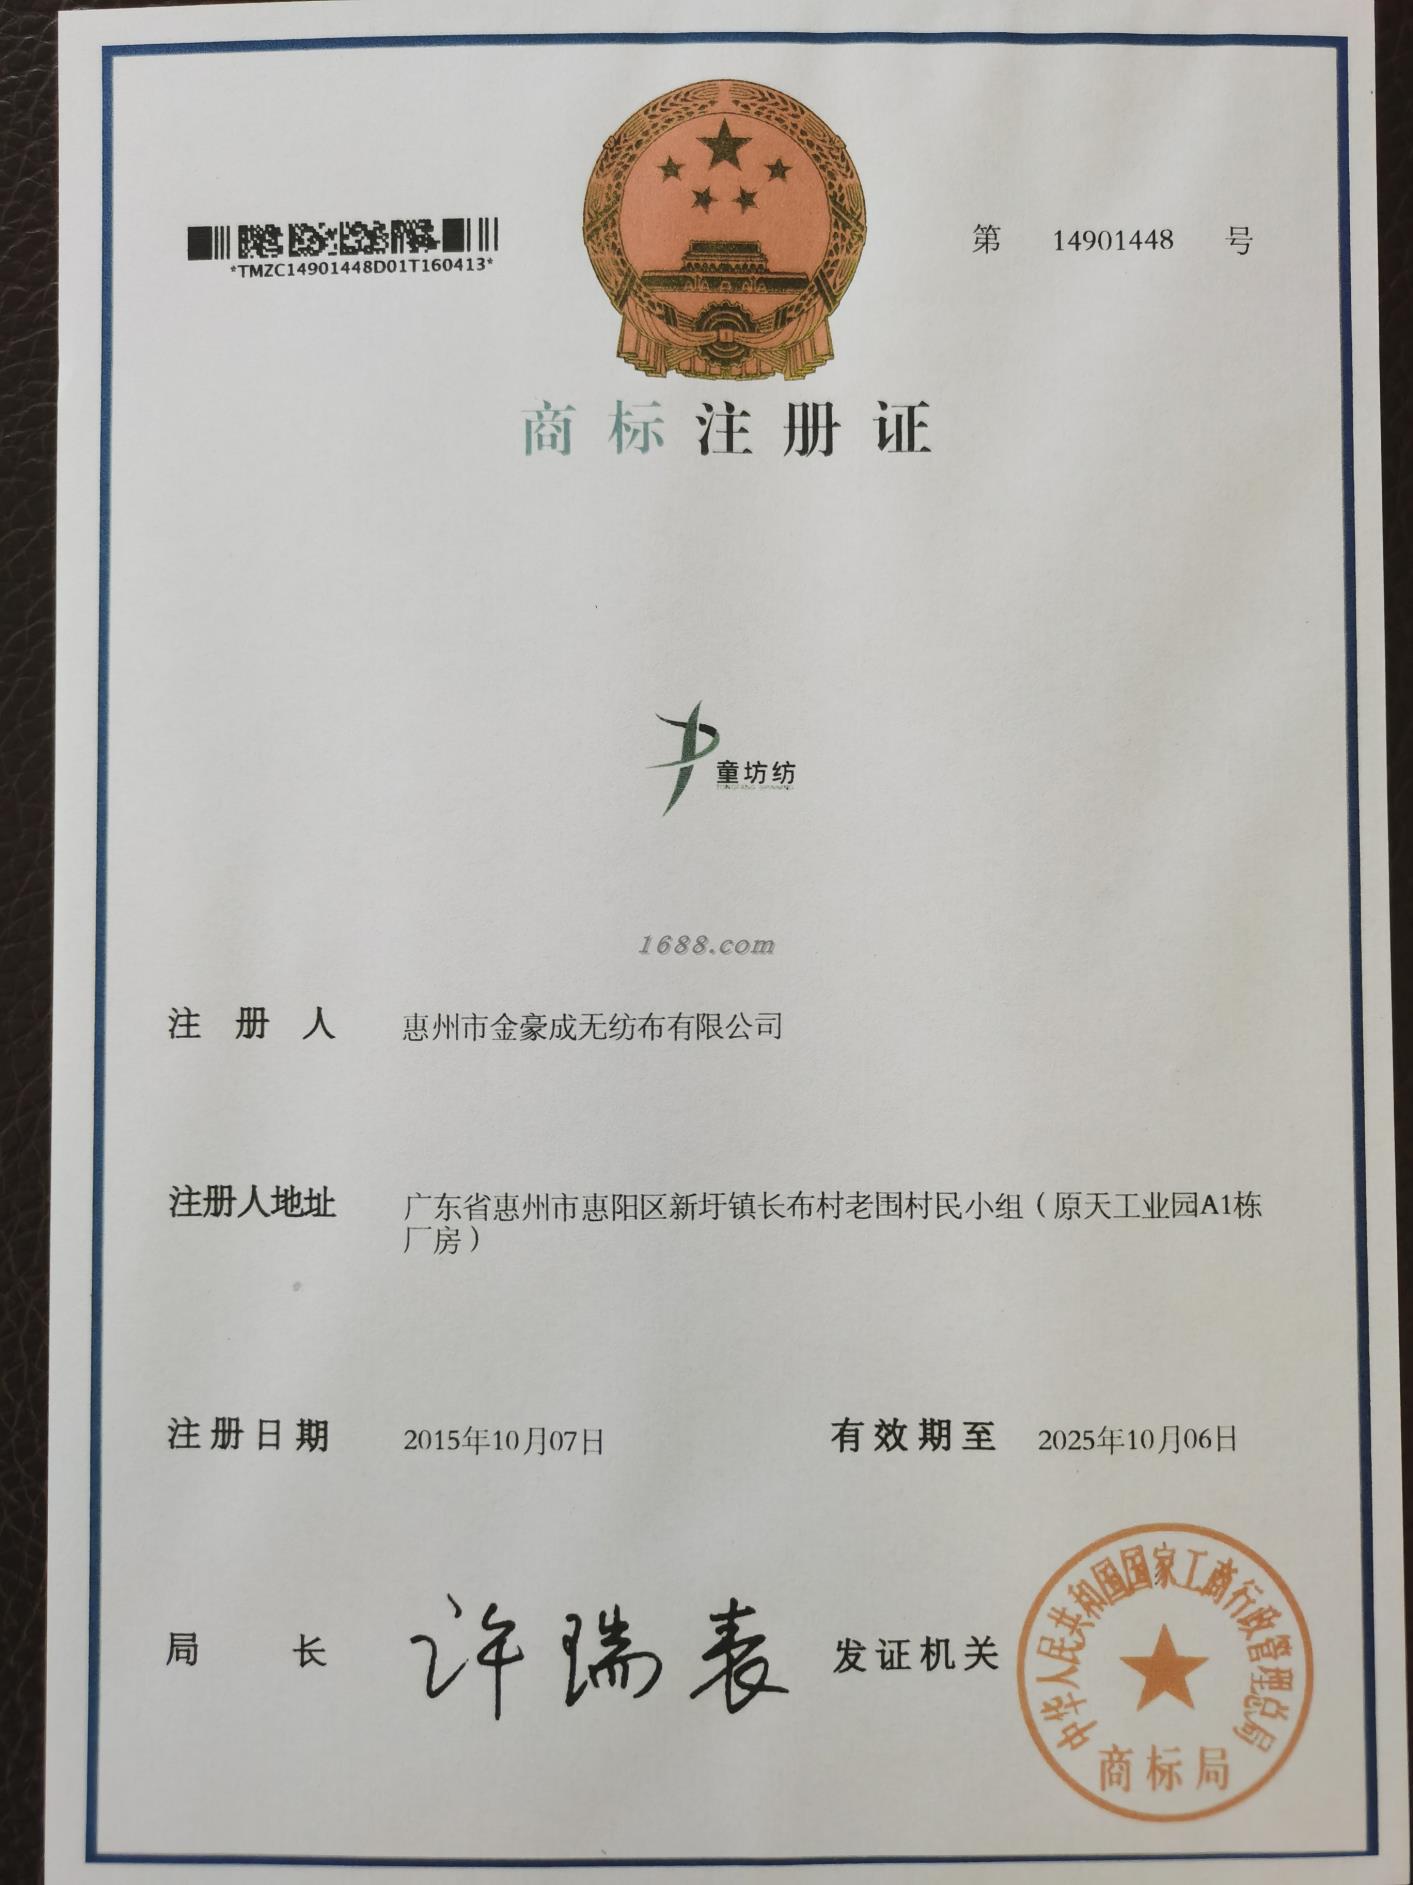 *TMZC14901448D01T160413*
第 14901448 号
商标注册证
童坊纺
TONGFANG SPINNING
1688.com
注册人 惠州市金豪成无纺布有限公司
注册人地址 广东省惠州市惠阳区新圩镇长布村老围村民小组（原天工业园A1栋
厂房）
注册日期 2015年10月07日 有效期至 2025年10月06日
局长 许瑞表 发证机关
中华人民共和国国家工商行政管理总局
商标局